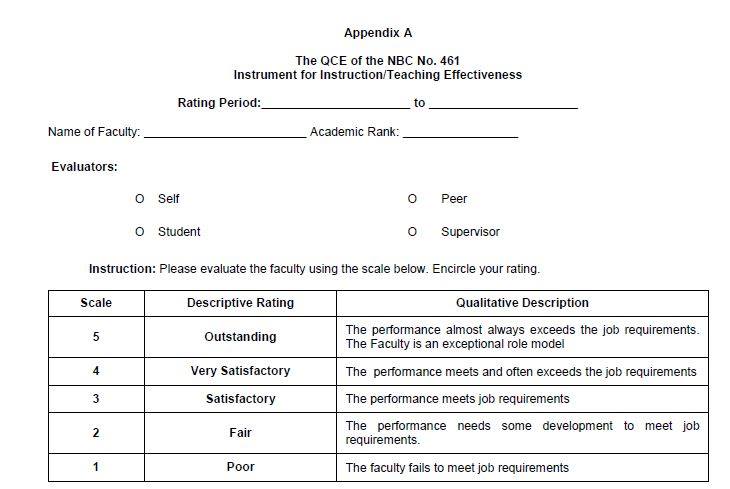 Appendix A
The QCE of the NBC No. 461
Instrument for Instruction/Teaching Effectiveness
Rating Period:______________________ to ______________________
Name of Faculty: ________________________ Academic Rank: _________________
Evaluators:
O Self O Peer
O Student O Supervisor
Instruction: Please evaluate the faculty using the scale below. Encircle your rating.
Scale Descriptive Rating Qualitative Description
5 Outstanding The performance almost always exceeds the job requirements.
The Faculty is an exceptional role model
4 Very Satisfactory The performance meets and often exceeds the job requirements
3 Satisfactory The performance meets job requirements
2 Fair The performance needs some development to meet job
requirements.
1 Poor The faculty fails to meet job requirements